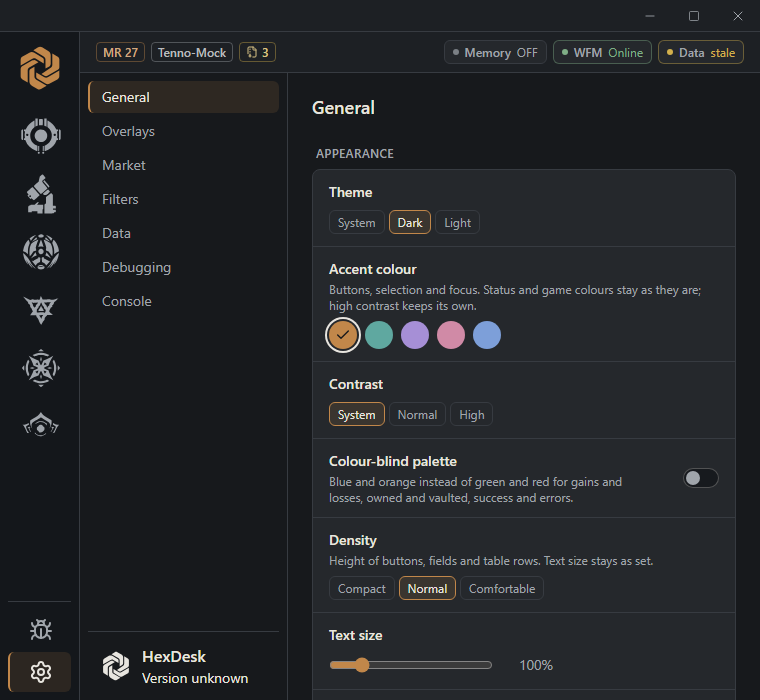 MR 27
Tenno-Mock
3
Memory OFF
WFM Online
Data stale
General
Overlays
Market
Filters
Data
Debugging
Console
HexDesk
Version unknown
General
APPEARANCE
Theme
System
Dark
Light
Accent colour
Buttons, selection and focus. Status and game colours stay as they are;
high contrast keeps its own.
Contrast
System
Normal
High
Colour-blind palette
Blue and orange instead of green and red for gains and
losses, owned and vaulted, success and errors.
Density
Height of buttons, fields and table rows. Text size stays as set.
Compact
Normal
Comfortable
Text size
100%